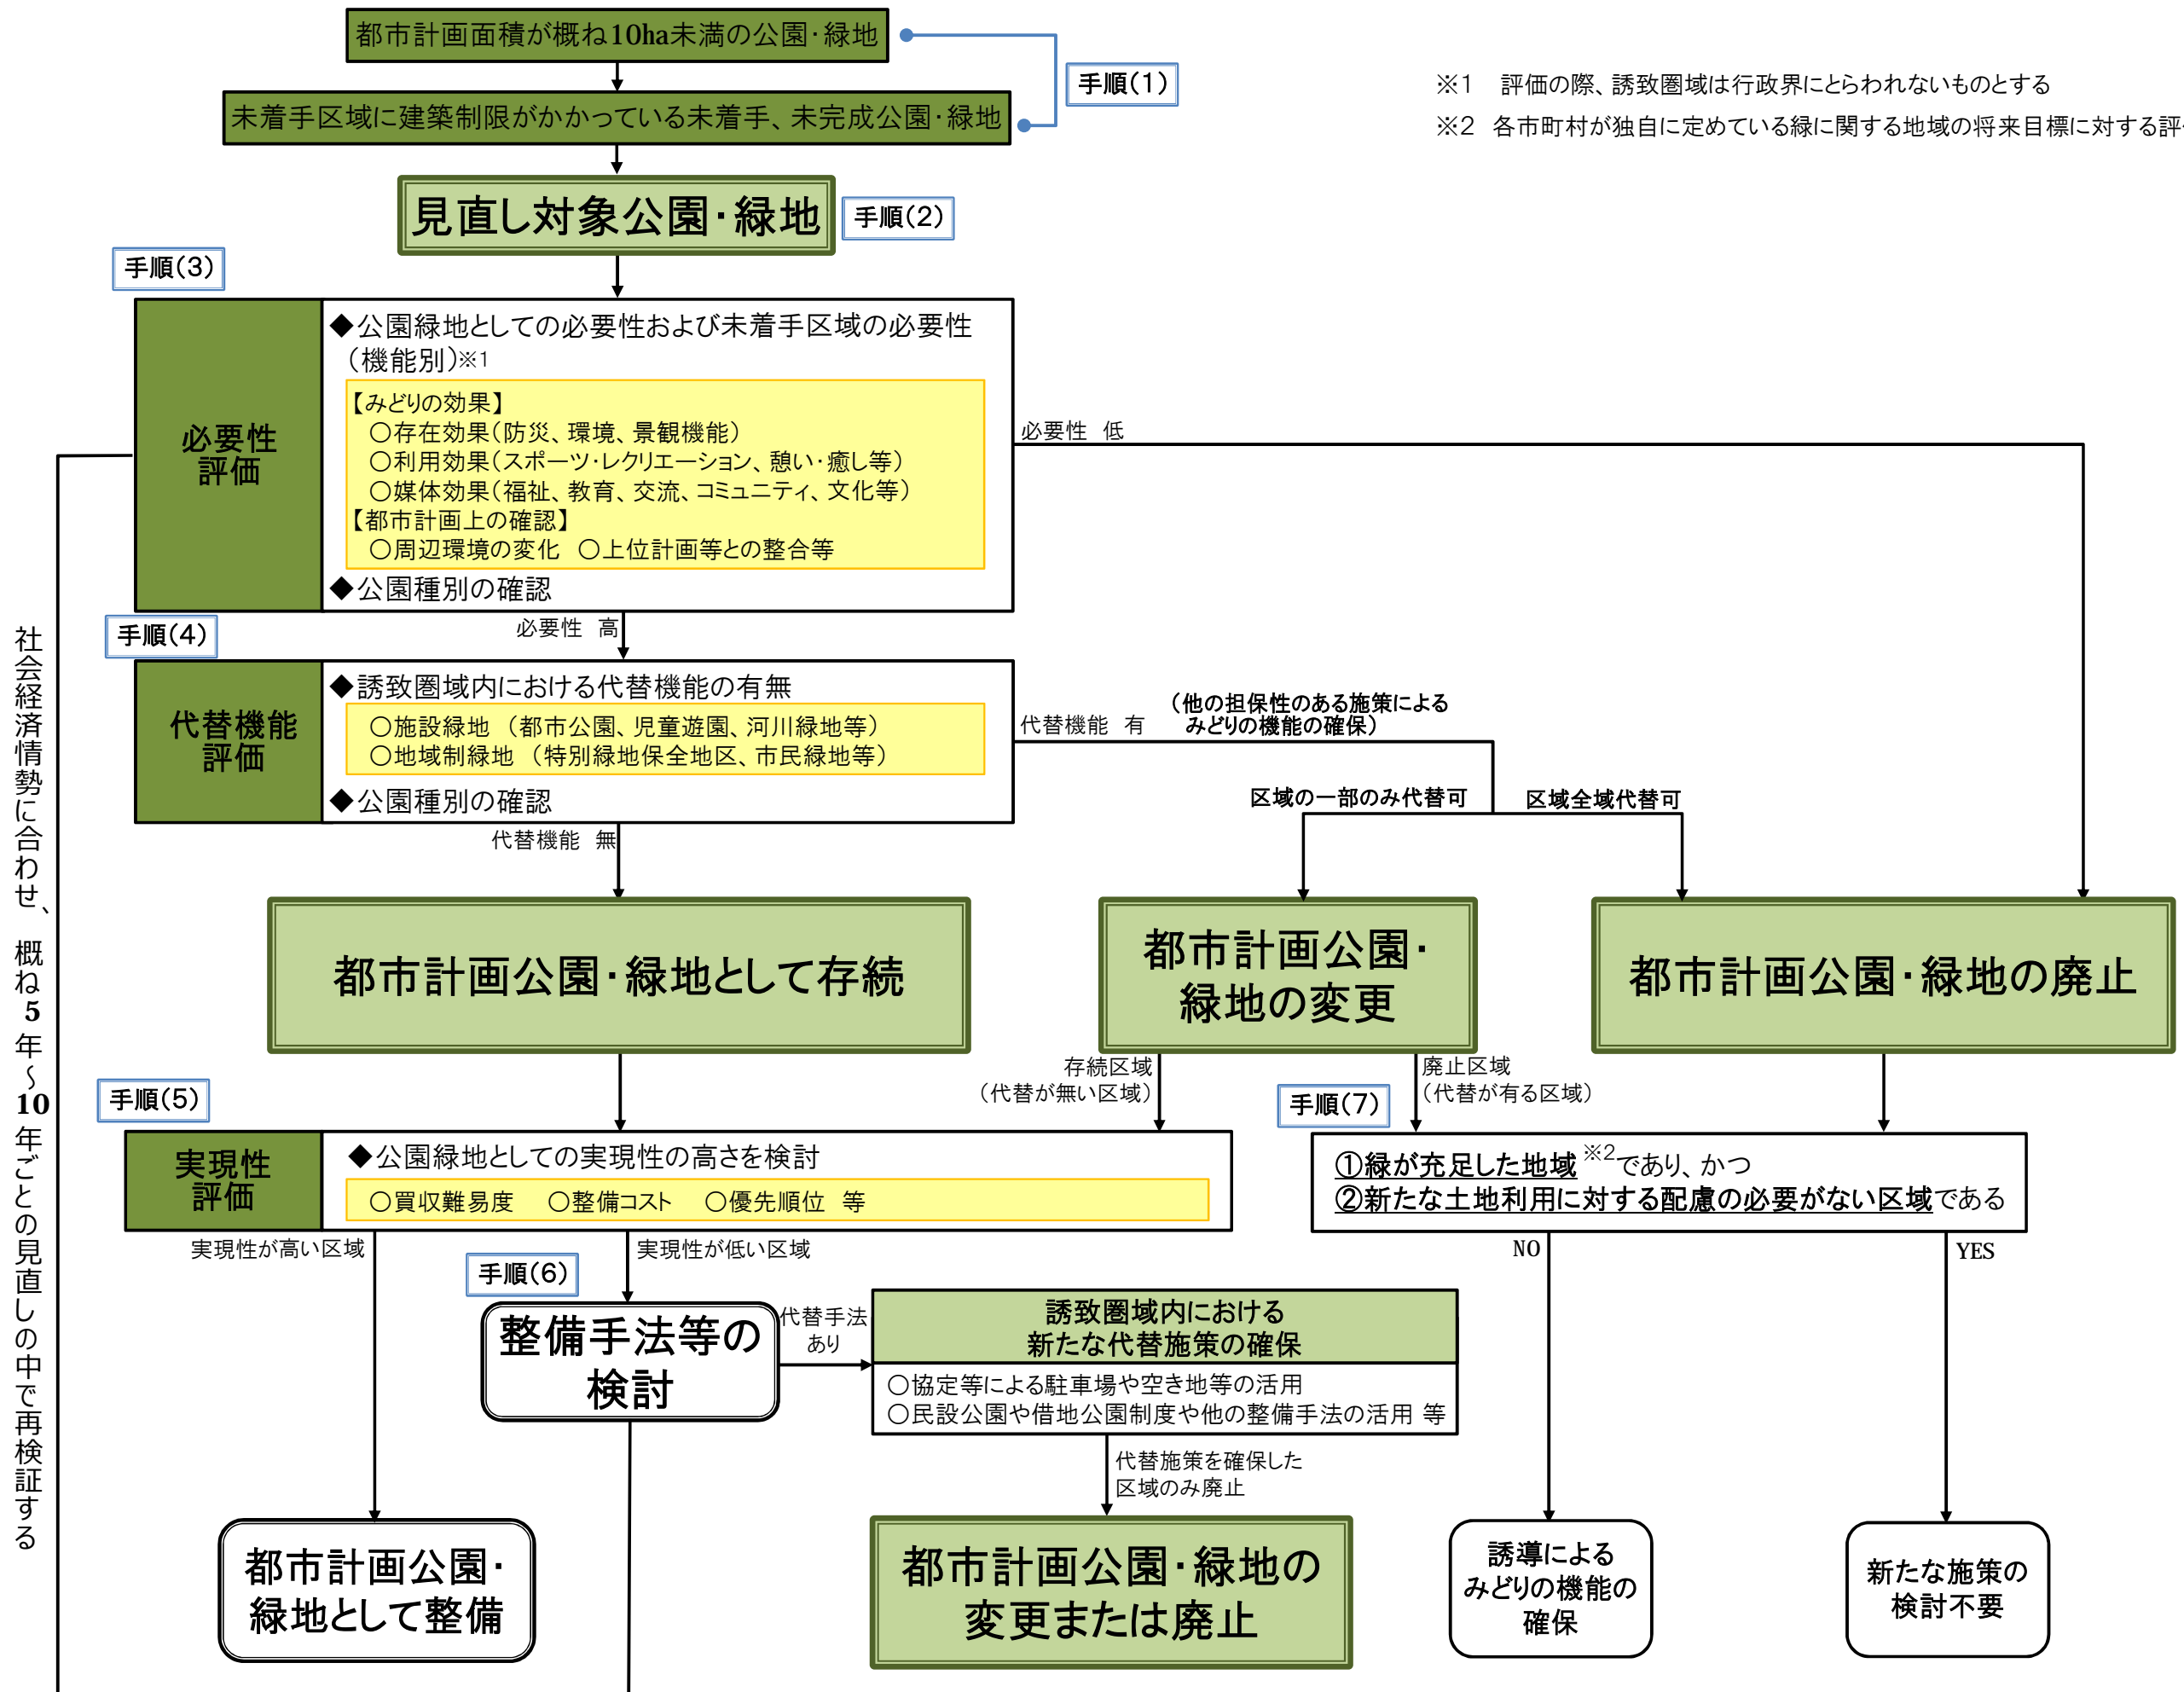 都市計画面積が概ね10ha未満の公園・緑地
手順(1)
未着手区域に建築制限がかかっている未着手、未完成公園・緑地
※1 評価の際、誘致圏域は行政界にとらわれないものとする
※2 各市町村が独自に定めている緑に関する地域の将来目標に対する評
見直し対象公園・緑地
手順(2)
手順(3)
必要性
評価
◆公園緑地としての必要性および未着手区域の必要性
(機能別)※1
【みどりの効果】
○存在効果(防災、環境、景観機能)
○利用効果(スポーツ・レクリエーション、憩い・癒し等)
○媒体効果(福祉、教育、交流、コミュニティ、文化等)
【都市計画上の確認】
○周辺環境の変化 ○上位計画等との整合等
◆公園種別の確認
必要性 低
必要性 高
手順(4)
代替機能
評価
◆誘致圏域内における代替機能の有無
○施設緑地 (都市公園、児童遊園、河川緑地等)
○地域制緑地 (特別緑地保全地区、市民緑地等)
◆公園種別の確認
代替機能 有
(他の担保性のある施策による
みどりの機能の確保)
区域の一部のみ代替可
区域全域代替可
代替機能 無
都市計画公園・緑地として存続
都市計画公園・
緑地の変更
都市計画公園・緑地の廃止
存続区域
(代替が無い区域)
廃止区域
(代替が有る区域)
手順(5)
実現性
評価
◆公園緑地としての実現性の高さを検討
○買収難易度 ○整備コスト ○優先順位 等
手順(7)
①緑が充足した地域※2であり、かつ
②新たな土地利用に対する配慮の必要がない区域である
実現性が高い区域
実現性が低い区域
NO
YES
手順(6)
整備手法等の
検討
代替手法
あり
誘致圏域内における
新たな代替施策の確保
○協定等による駐車場や空き地等の活用
○民設公園や借地公園制度や他の整備手法の活用 等
代替施策を確保した
区域のみ廃止
都市計画公園・
緑地として整備
都市計画公園・緑地の
変更または廃止
誘導による
みどりの機能の
確保
新たな施策の
検討不要
社会経済情勢に合わせ、概ね5年~10年ごとの見直しの中で再検証する